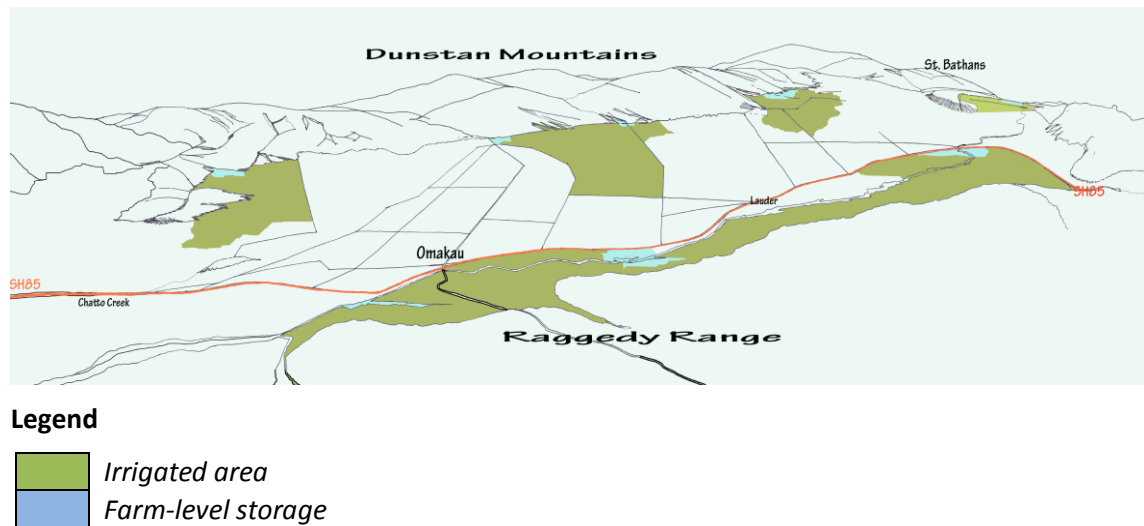 Dunstan Mountains
St. Bathans
SH85
Lauder
Omakau
SH85
Chatto Creek
Raggedy Range
Legend
Irrigated area
Farm-level storage